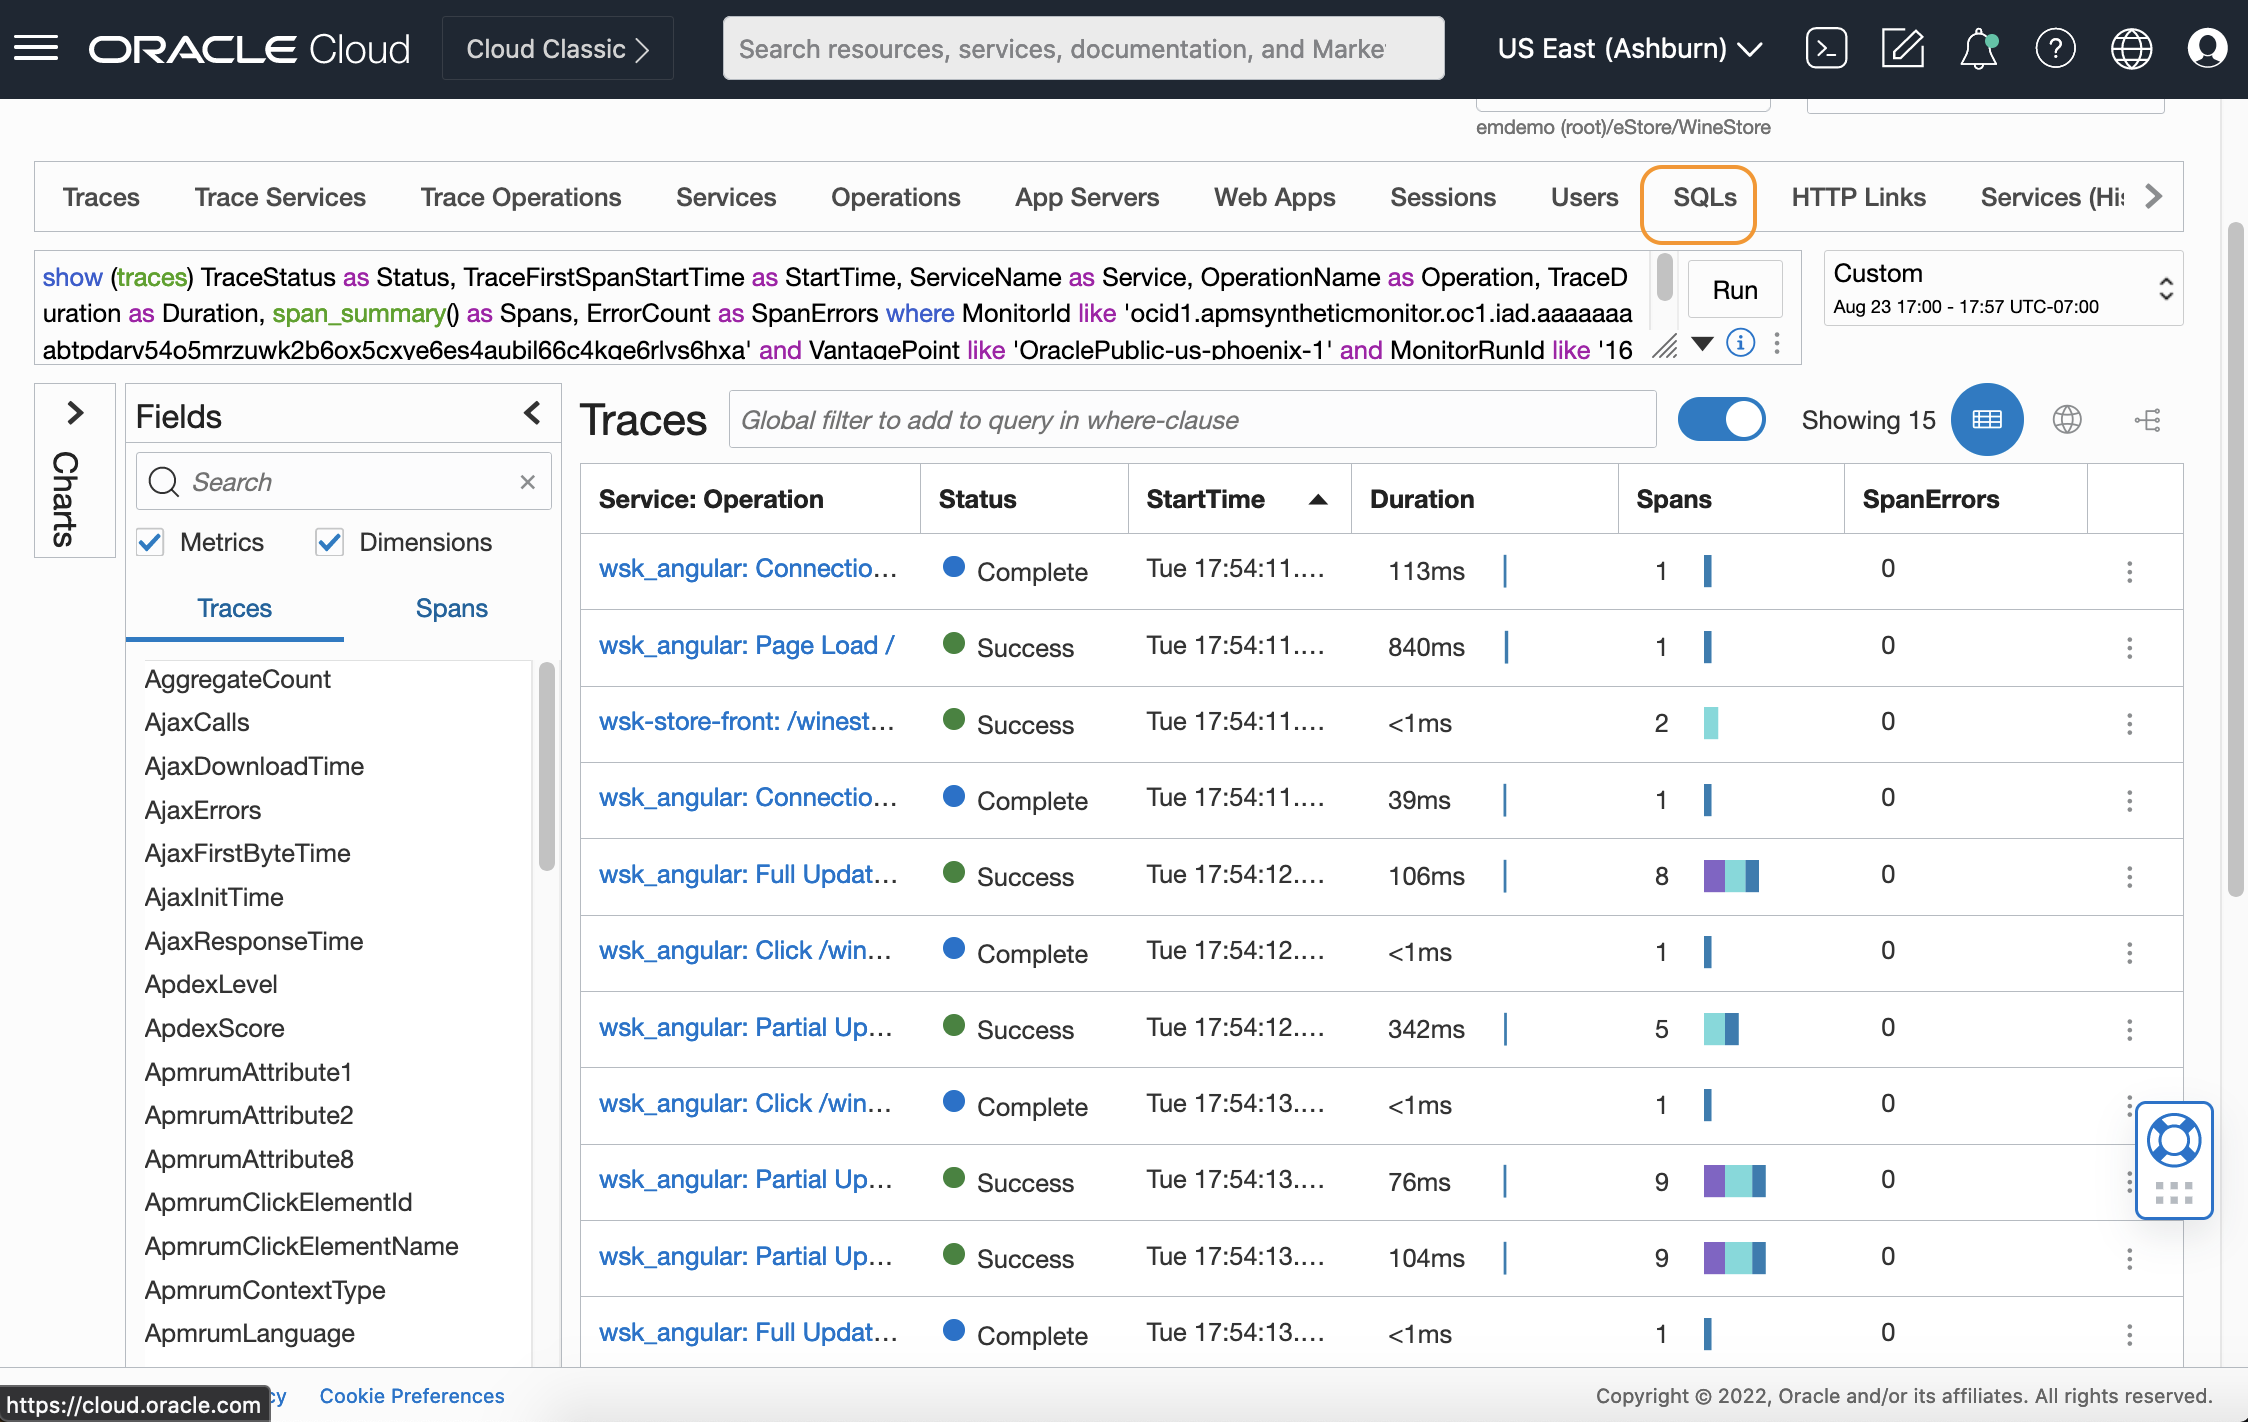 ORACLE Cloud
Cloud Classic
Search resources, services, documentation, and Marke
US East (Ashburn)
emdemo (root)/eStore/WineStore
Traces Trace Services Trace Operations Services Operations App Servers Web Apps Sessions Users SQLs HTTP Links Services (His
show (traces) TraceStatus as Status, TraceFirstSpanStartTime as StartTime, ServiceName as Service, OperationName as Operation, TraceD
uration as Duration, span_summary() as Spans, ErrorCount as SpanErrors where MonitorId like 'ocid1.apmsyntheticmonitor.oc1.iad.aaaaaaa
abtpdarv54o5mrzuwk2b6ox5cxye6es4aubil66c4kqe6rlvs6hxa' and VantagePoint like 'OraclePublic-us-phoenix-1' and MonitorRunId like '16
Run
Custom
Aug 23 17:00 - 17:57 UTC-07:00
Charts
Fields
Search
Metrics Dimensions
Traces Spans
AggregateCount
AjaxCalls
AjaxDownloadTime
AjaxErrors
AjaxFirstByteTime
AjaxInitTime
AjaxResponseTime
ApdexLevel
ApdexScore
ApmrumAttribute1
ApmrumAttribute2
ApmrumAttribute8
ApmrumClickElementId
ApmrumClickElementName
ApmrumContextType
ApmrumLanguage
Traces
Global filter to add to query in where-clause
Showing 15
Service: Operation Status StartTime Duration Spans SpanErrors
wsk_angular: Connectio... Complete Tue 17:54:11.... 113ms 1 0
wsk_angular: Page Load / Success Tue 17:54:11.... 840ms 1 0
wsk-store-front: /winest... Success Tue 17:54:11.... <1ms 2 0
wsk_angular: Connectio... Complete Tue 17:54:11.... 39ms 1 0
wsk_angular: Full Updat... Success Tue 17:54:12.... 106ms 8 0
wsk_angular: Click /win... Complete Tue 17:54:12.... <1ms 1 0
wsk_angular: Partial Up... Success Tue 17:54:12.... 342ms 5 0
wsk_angular: Click /win... Complete Tue 17:54:13.... <1ms 1 0
wsk_angular: Partial Up... Success Tue 17:54:13.... 76ms 9 0
wsk_angular: Partial Up... Success Tue 17:54:13.... 104ms 9 0
wsk_angular: Full Updat... Complete Tue 17:54:13.... <1ms 1 0
https://cloud.oracle.com
cy Cookie Preferences
Copyright © 2022, Oracle and/or its affiliates. All rights reserved.